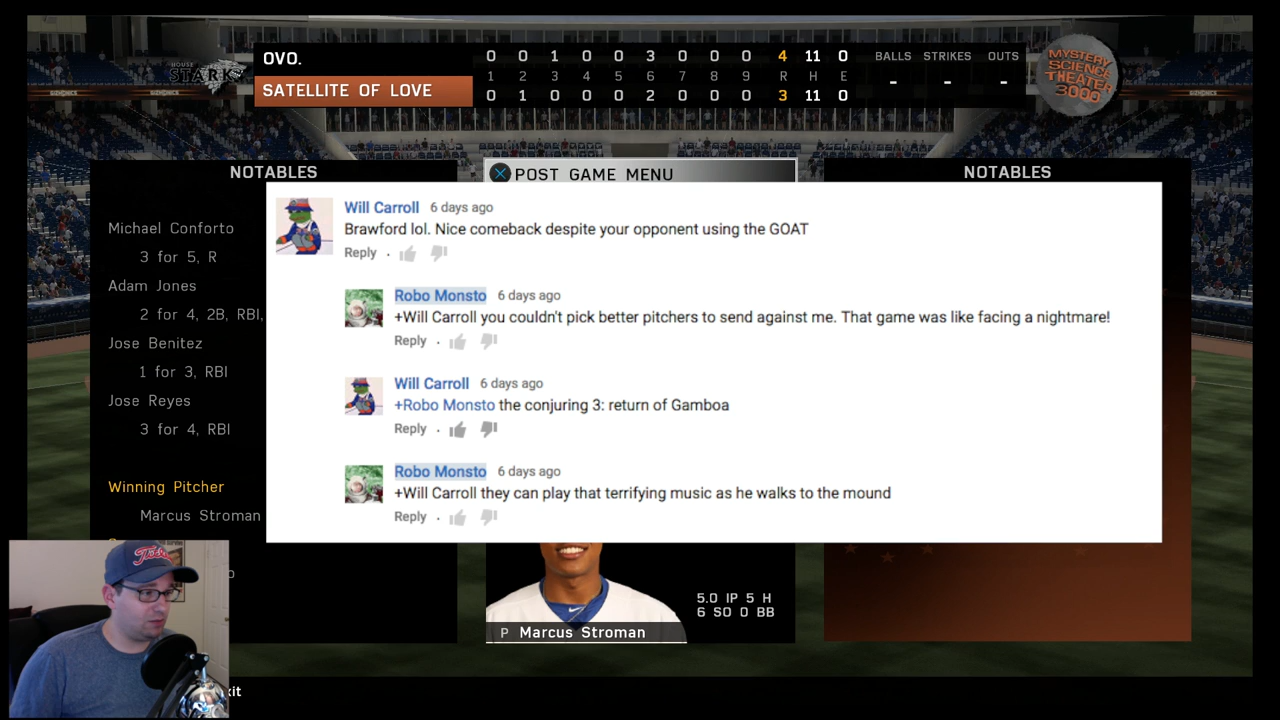 HOUSE
STARK
OVO.
0 0 1 0 0 3 0 0 0 4 11 0
1 2 3 4 5 6 7 8 9 R H E
SATELLITE OF LOVE
0 1 0 0 0 2 0 0 0 3 11 0
BALLS STRIKES OUTS
- - -
MYSTERY
SCIENCE
THEATER
3000
NOTABLES
POST GAME MENU
NOTABLES
Michael Conforto
3 for 5, R
Adam Jones
2 for 4, 2B, RBI,
Jose Benitez
1 for 3, RBI
Jose Reyes
3 for 4, RBI
Winning Pitcher
Marcus Stroman
Will Carroll 6 days ago
Brawford lol. Nice comeback despite your opponent using the GOAT
Reply ·
Robo Monsto 6 days ago
+Will Carroll you couldn't pick better pitchers to send against me. That game was like facing a nightmare!
Reply ·
Will Carroll 6 days ago
+Robo Monsto the conjuring 3: return of Gamboa
Reply ·
Robo Monsto 6 days ago
+Will Carroll they can play that terrifying music as he walks to the mound
Reply ·
5.0 IP 5 H
6 SO 0 BB
P Marcus Stroman
xit